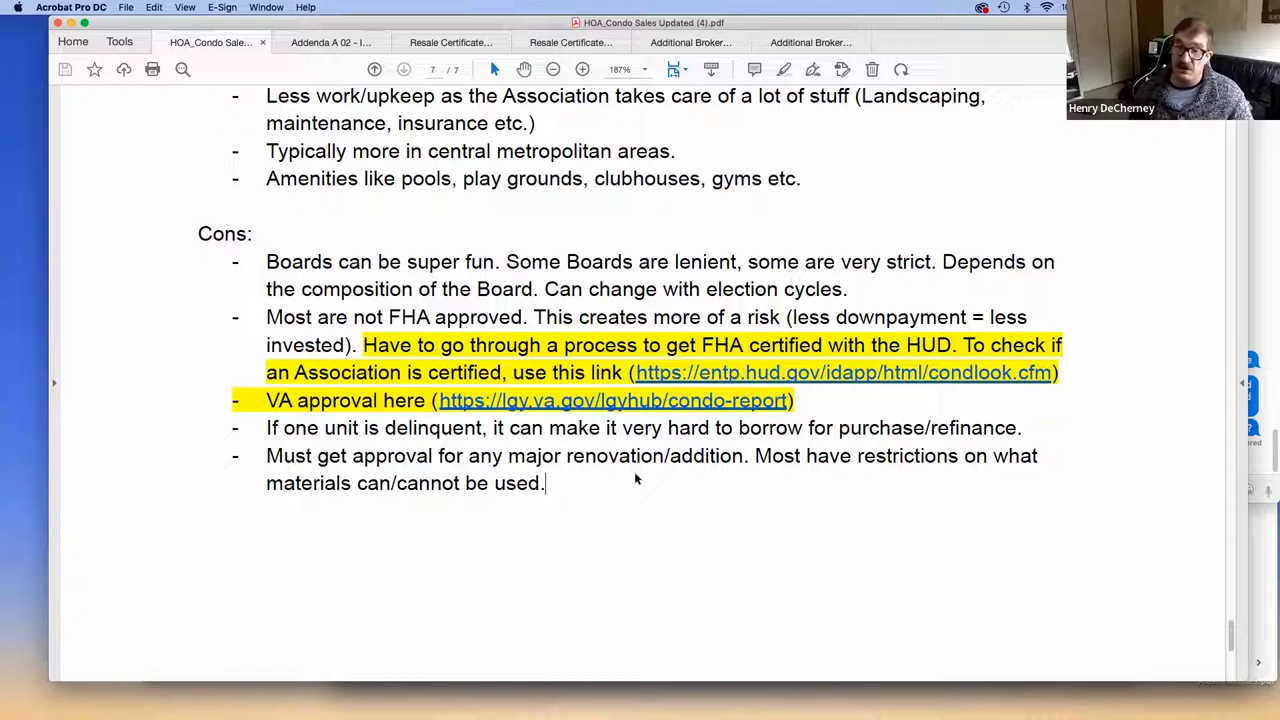 Acrobat Pro DC File Edit View E-Sign Window Help
HOA_Condo Sales Updated (4).pdf
Home Tools HOA_Condo Sale... × Addenda A 02 - I... Resale Certificate... Resale Certificate... Additional Broker... Additional Broker...
7 / 7 187%
Henry DeCherney
- Less work/upkeep as the Association takes care of a lot of stuff (Landscaping,
maintenance, insurance etc.)
- Typically more in central metropolitan areas.
- Amenities like pools, play grounds, clubhouses, gyms etc.
Cons:
- Boards can be super fun. Some Boards are lenient, some are very strict. Depends on
the composition of the Board. Can change with election cycles.
- Most are not FHA approved. This creates more of a risk (less downpayment = less
invested). Have to go through a process to get FHA certified with the HUD. To check if
an Association is certified, use this link (https://entp.hud.gov/idapp/html/condlook.cfm)
- VA approval here (https://lgy.va.gov/lgyhub/condo-report)
- If one unit is delinquent, it can make it very hard to borrow for purchase/refinance.
- Must get approval for any major renovation/addition. Most have restrictions on what
materials can/cannot be used.